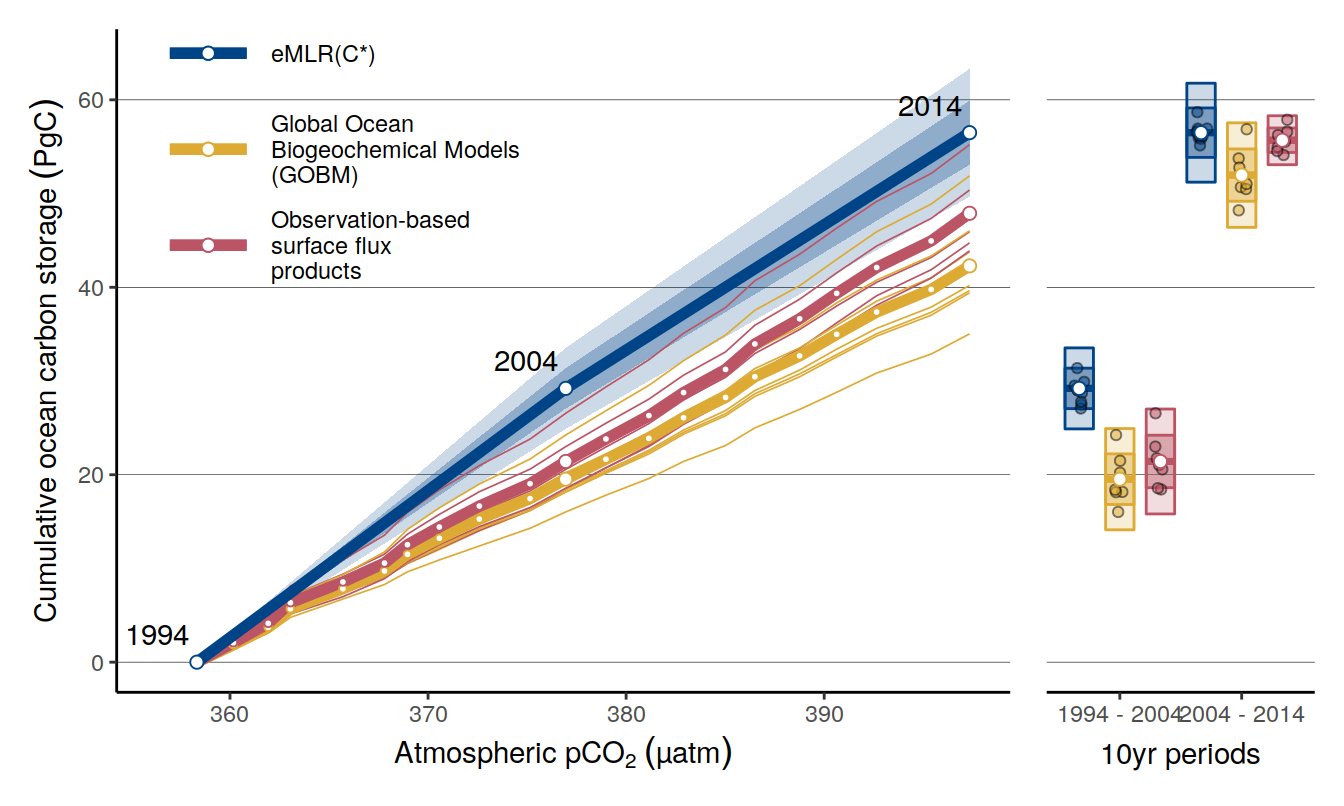 eMLR(C*)
Global Ocean
Biogeochemical Models
(GOBM)
Observation-based
surface flux
products
2014
2004
1994
60
40
20
0
Cumulative ocean carbon storage (PgC)
360 370 380 390
Atmospheric pCO₂ (µatm)
1994 - 2004 2004 - 2014
10yr periods